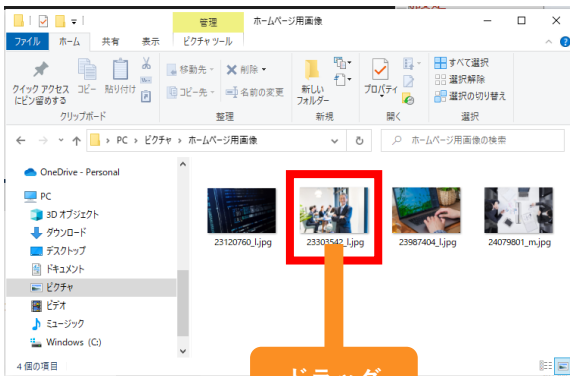 管理
ホームページ用画像
ファイル ホーム 共有 表示 ピクチャ ツール
クイック アクセスにピン留めする
コピー
貼り付け
移動先
削除
コピー先
名前の変更
新しいフォルダー
プロパティ
すべて選択
選択解除
選択の切り替え
クリップボード 整理 新規 開く 選択
PC › ピクチャ › ホームページ用画像
ホームページ用画像の検索
OneDrive - Personal
PC
3D オブジェクト
ダウンロード
デスクトップ
ドキュメント
ピクチャ
ビデオ
ミュージック
Windows (C:)
23120760_l.jpg
23303542_l.jpg
23987404_l.jpg
24079801_m.jpg
4 個の項目
ドラッグ